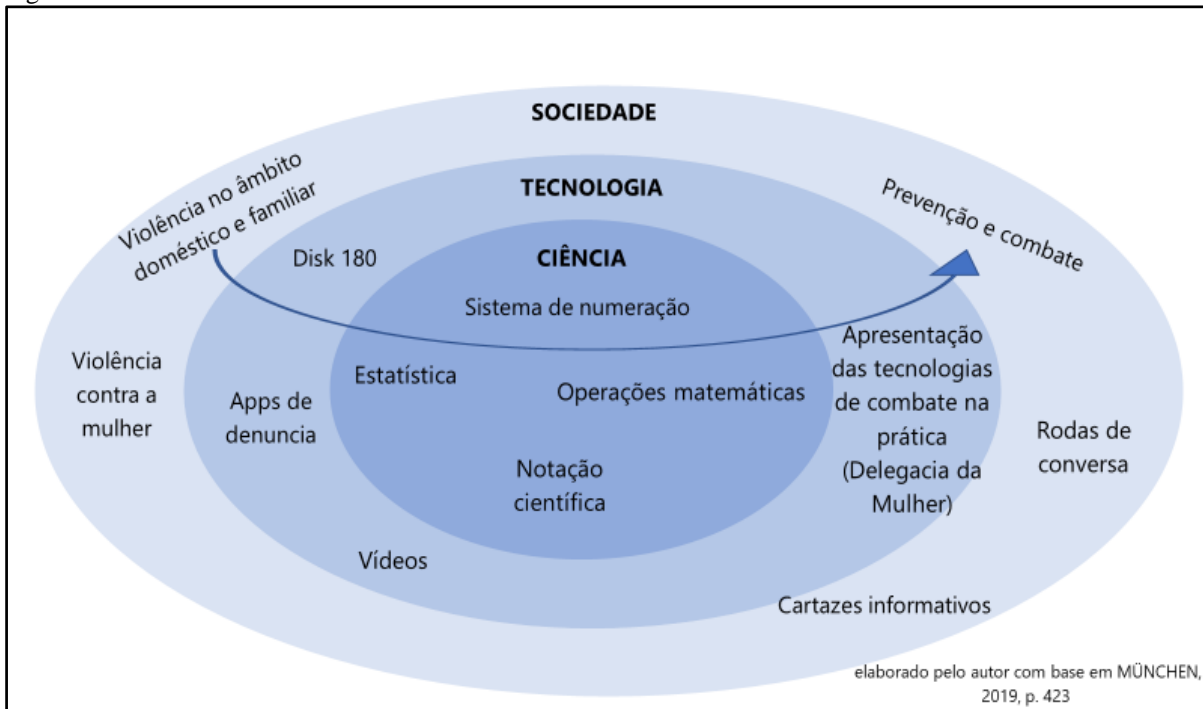 SOCIEDADE
Violência no âmbito
doméstico e familiar
TECNOLOGIA
Prevenção e combate
Disk 180
CIÊNCIA
Sistema de numeração
Violência
contra a
mulher
Apps de
denuncia
Estatística
Operações matemáticas
Apresentação
das tecnologias
de combate na
prática
(Delegacia da
Mulher)
Rodas de
conversa
Notação
científica
Vídeos
Cartazes informativos
elaborado pelo autor com base em MÜNCHEN,
2019, p. 423